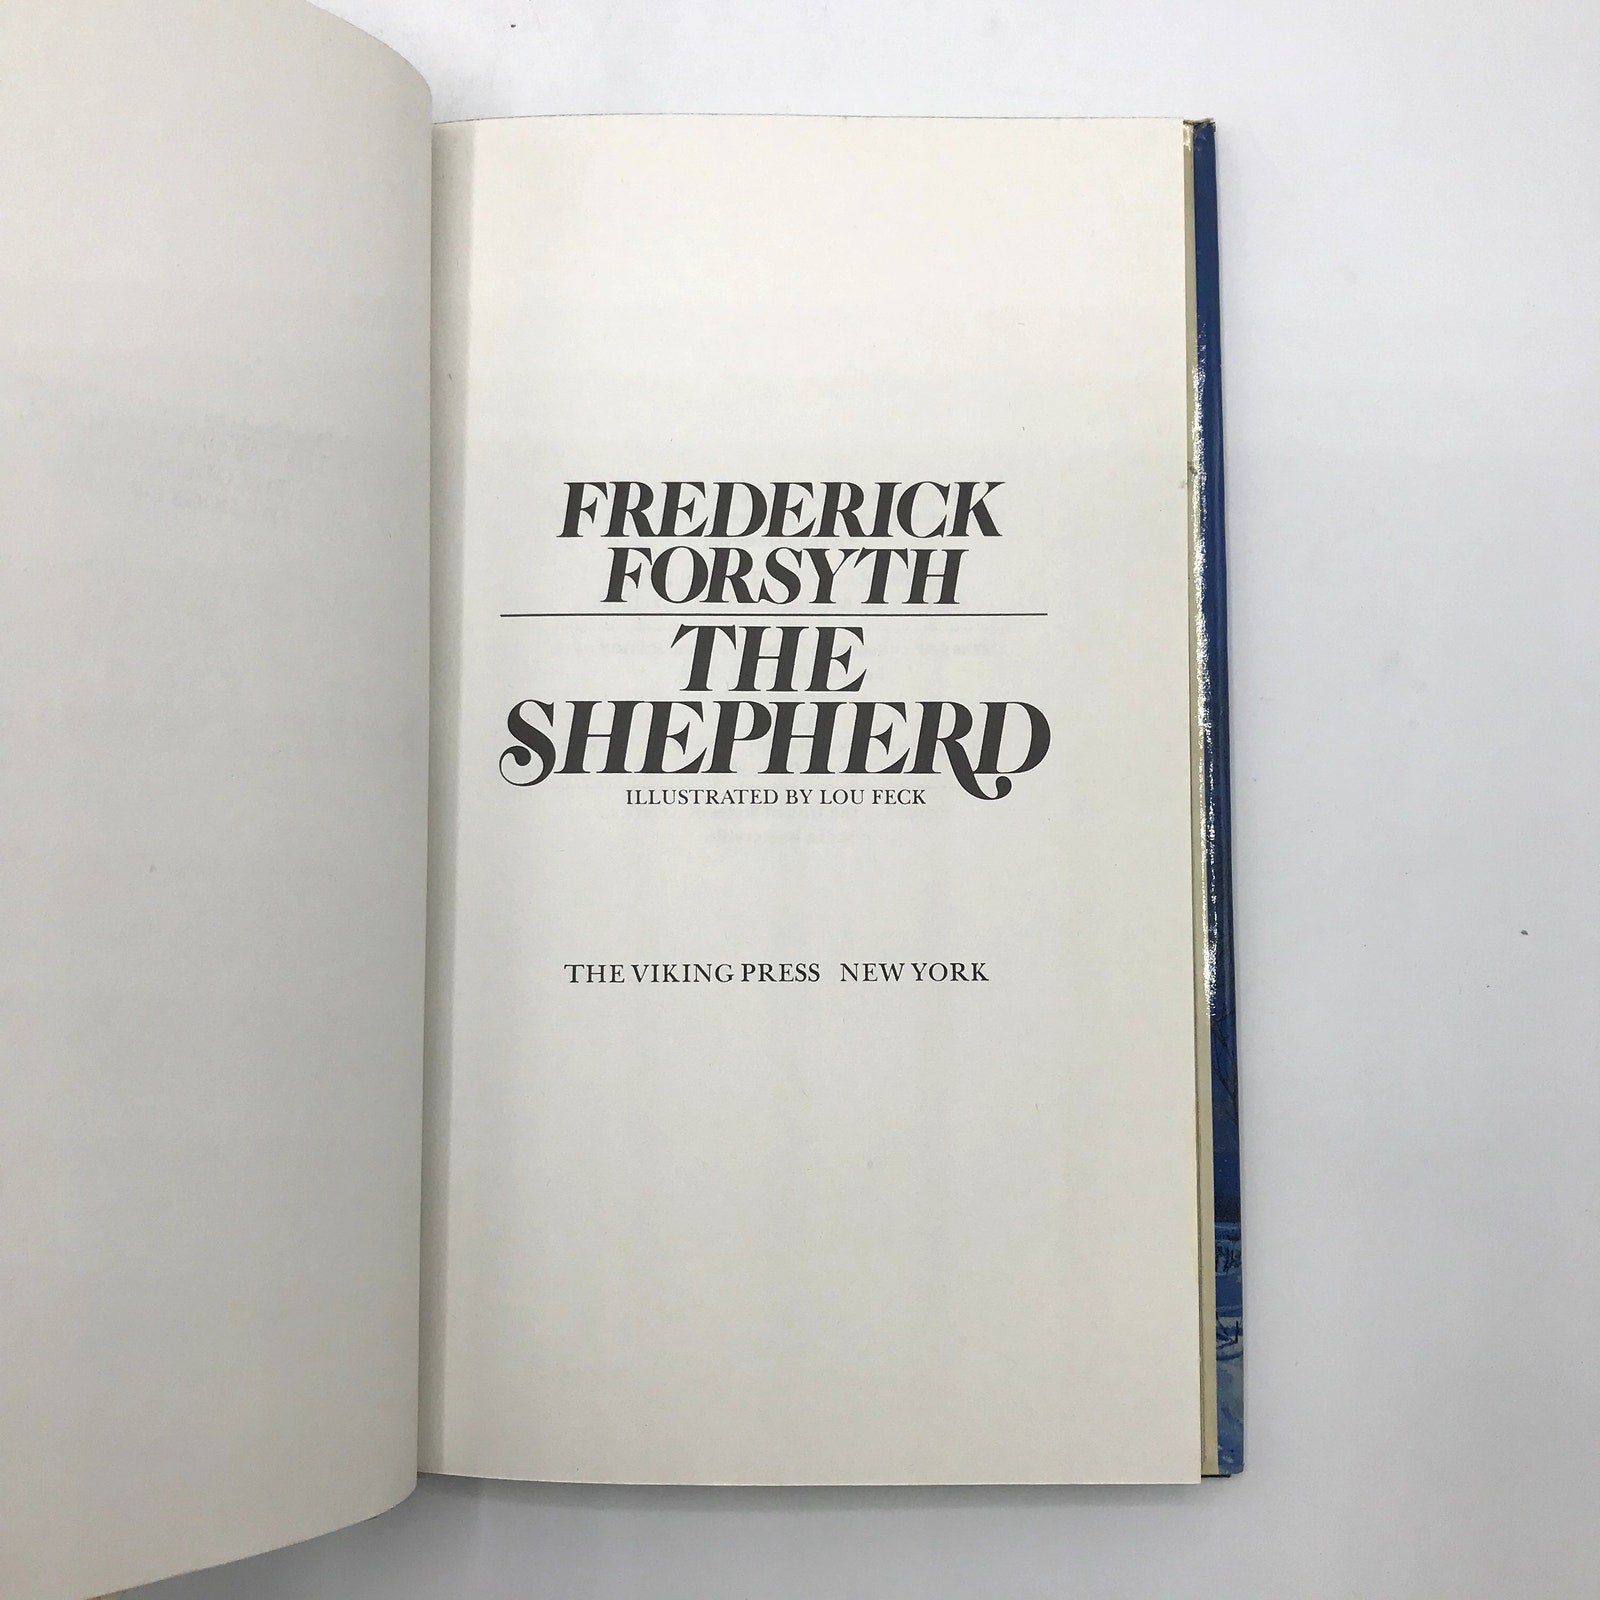 FREDERICK
FORSYTH
THE
SHEPHERD
ILLUSTRATED BY LOU FECK
THE VIKING PRESS NEW YORK